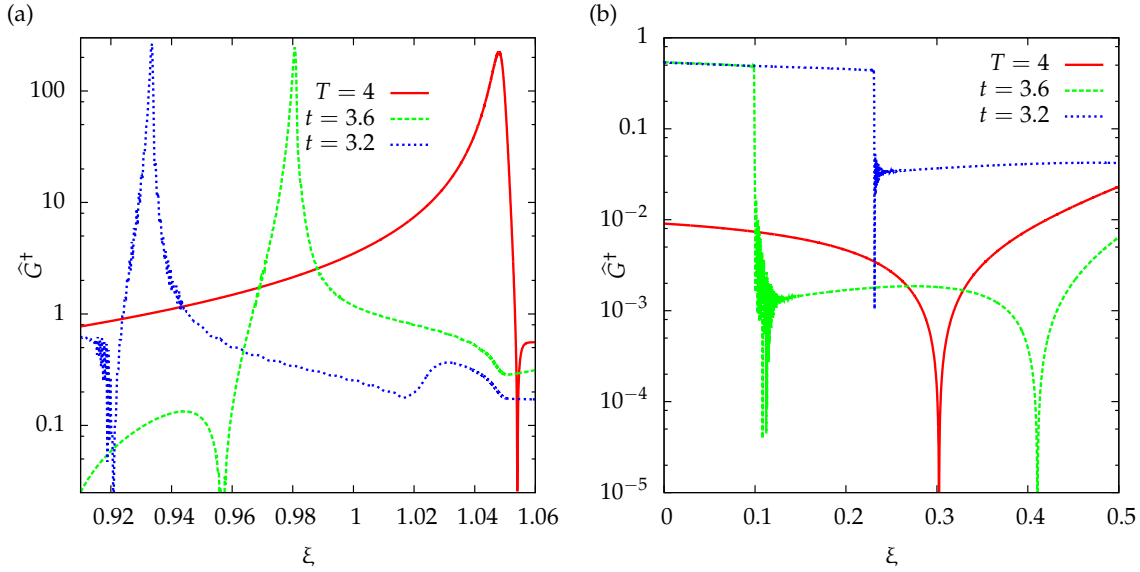 (a)
100
10
1
0.1
Ĝ†
T = 4
t = 3.6
t = 3.2
0.92 0.94 0.96 0.98 1 1.02 1.04 1.06
ξ
(b)
1
0.1
10⁻²
10⁻³
10⁻⁴
10⁻⁵
Ĝ†
T = 4
t = 3.6
t = 3.2
0 0.1 0.2 0.3 0.4 0.5
ξ